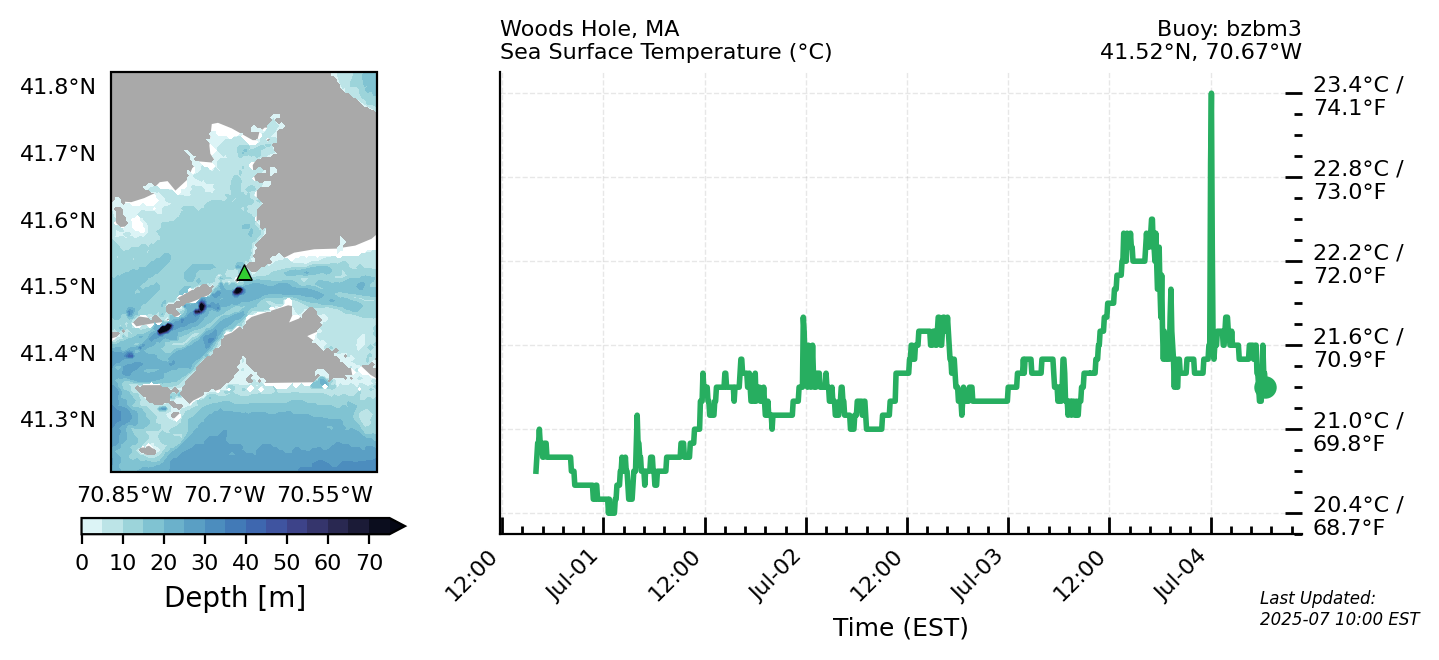 Woods Hole, MA
Sea Surface Temperature (°C)
Buoy: bzbm3
41.52°N, 70.67°W
41.8°N
41.7°N
41.6°N
41.5°N
41.4°N
41.3°N
70.85°W 70.7°W 70.55°W
0 10 20 30 40 50 60 70
Depth [m]
23.4°C /
74.1°F
22.8°C /
73.0°F
22.2°C /
72.0°F
21.6°C /
70.9°F
21.0°C /
69.8°F
20.4°C /
68.7°F
12:00 Jul-01 12:00 Jul-02 12:00 Jul-03 12:00 Jul-04
Time (EST)
Last Updated:
2025-07 10:00 EST